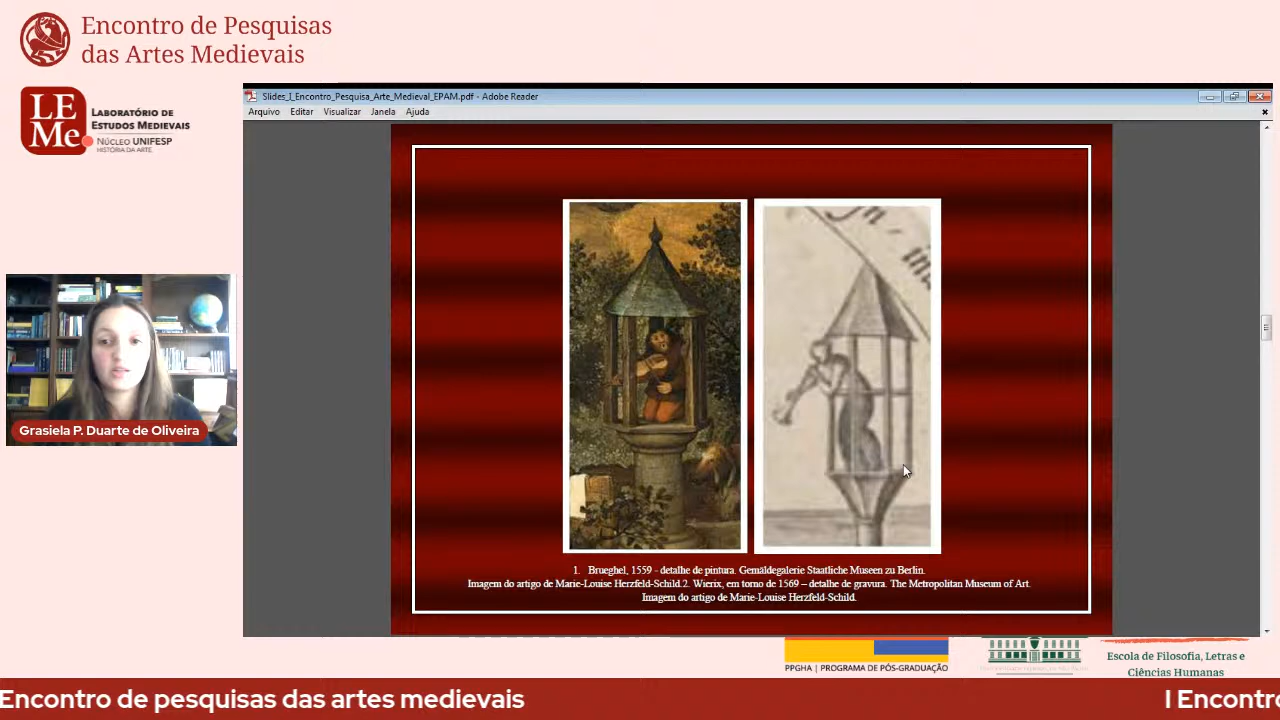 Encontro de Pesquisas
das Artes Medievais
LE
Me
LABORATÓRIO DE
ESTUDOS MEDIEVAIS
NÚCLEO UNIFESP
HISTÓRIA DA ARTE
Slides_I_Encontro_Pesquisa_Arte_Medieval_EPAM.pdf - Adobe Reader
Arquivo Editar Visualizar Janela Ajuda
Grasiela P. Duarte de Oliveira
1. Brueghel, 1559 - detalhe de pintura. Gemäldegalerie Staatliche Museen zu Berlin.
Imagem do artigo de Marie-Louise Herzfeld-Schild.2. Wierix, em torno de 1569 – detalhe de gravura. The Metropolitan Museum of Art.
Imagem do artigo de Marie-Louise Herzfeld-Schild.
PPGHA | PROGRAMA DE PÓS-GRADUAÇÃO
Escola de Filosofia, Letras e
Ciências Humanas
Encontro de pesquisas das artes medievais
I Encontro